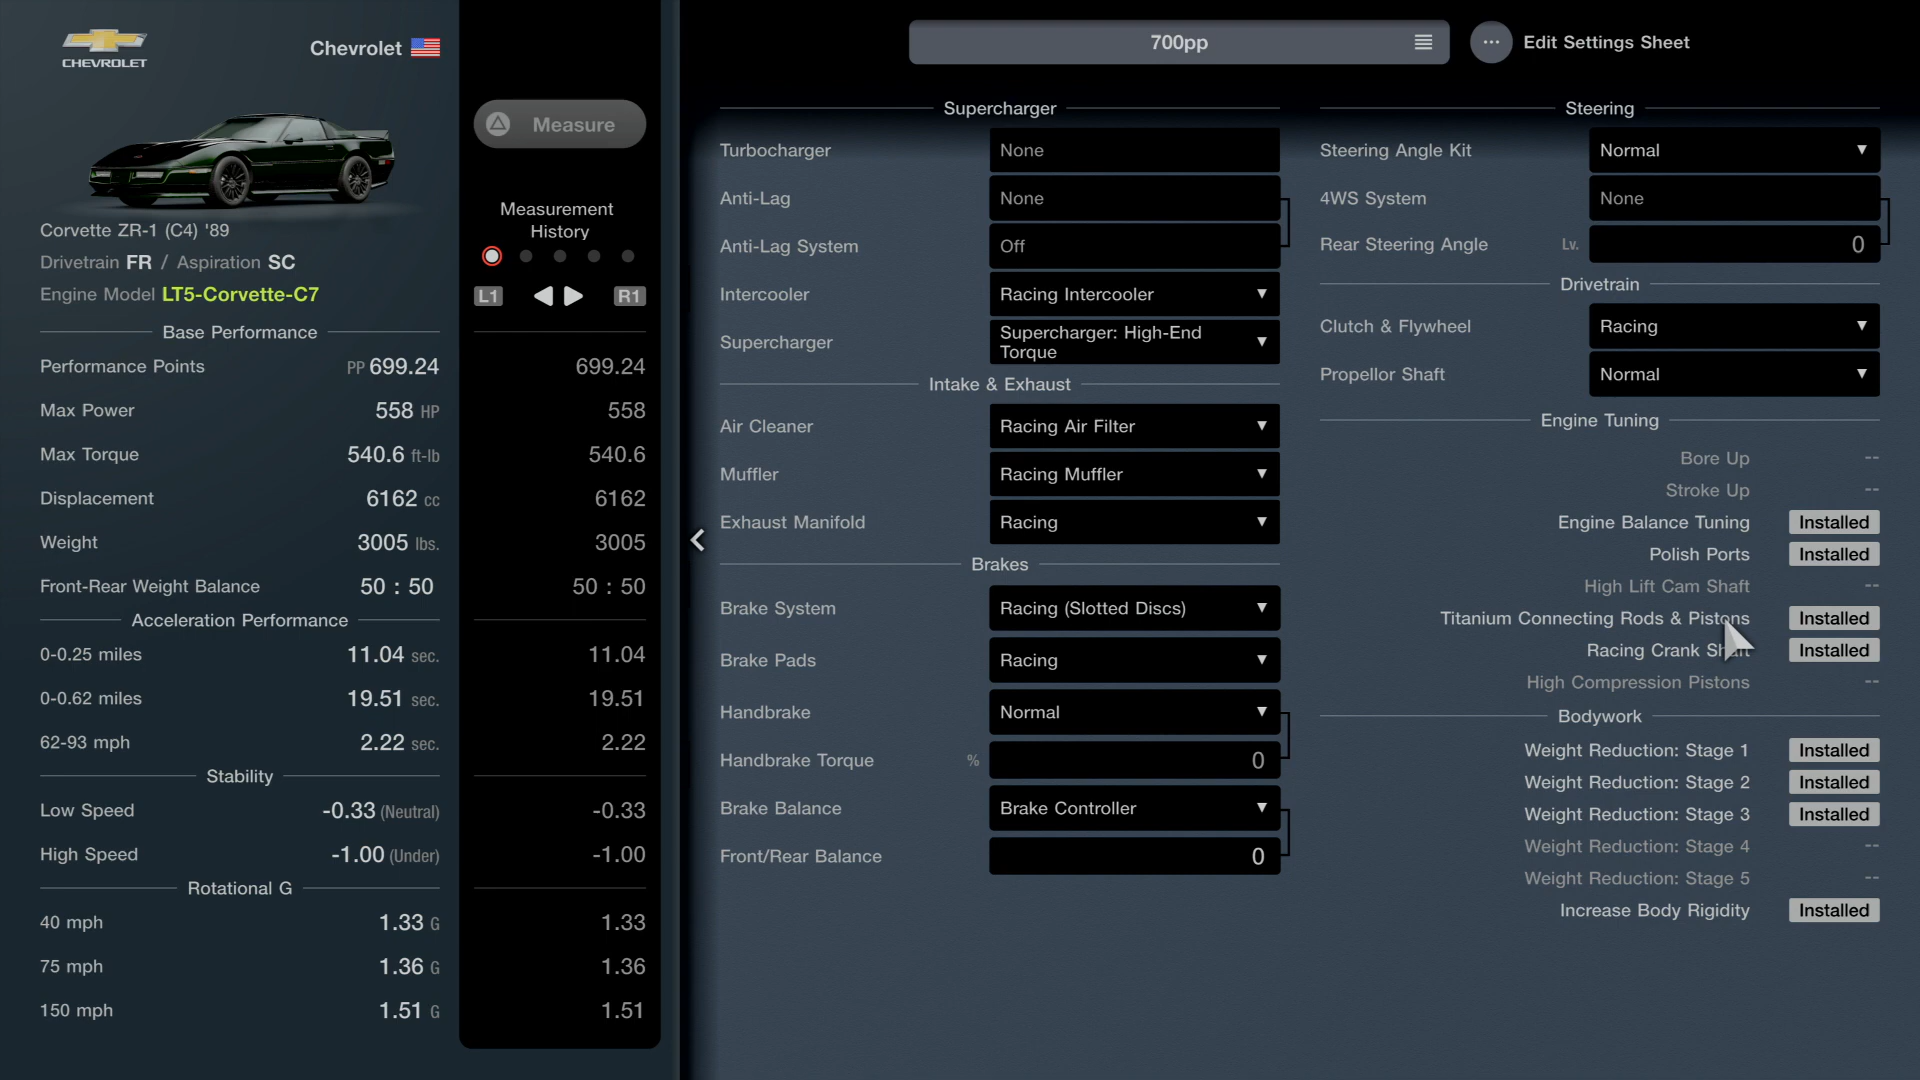 CHEVROLET
Chevrolet
Corvette ZR-1 (C4) '89
Drivetrain FR / Aspiration SC
Engine Model LT5-Corvette-C7
Base Performance
Performance Points PP 699.24
Max Power 558 HP
Max Torque 540.6 ft-lb
Displacement 6162 cc
Weight 3005 lbs.
Front-Rear Weight Balance 50 : 50
Acceleration Performance
0-0.25 miles 11.04 sec.
0-0.62 miles 19.51 sec.
62-93 mph 2.22 sec.
Stability
Low Speed -0.33 (Neutral)
High Speed -1.00 (Under)
Rotational G
40 mph 1.33 G
75 mph 1.36 G
150 mph 1.51 G
Measure
Measurement
History
L1 R1
699.24
558
540.6
6162
3005
50 : 50
11.04
19.51
2.22
-0.33
-1.00
1.33
1.36
1.51
700pp
Edit Settings Sheet
Supercharger
Turbocharger None
Anti-Lag None
Anti-Lag System Off
Intercooler Racing Intercooler
Supercharger Supercharger: High-End
Torque
Intake & Exhaust
Air Cleaner Racing Air Filter
Muffler Racing Muffler
Exhaust Manifold Racing
Brakes
Brake System Racing (Slotted Discs)
Brake Pads Racing
Handbrake Normal
Handbrake Torque % 0
Brake Balance Brake Controller
Front/Rear Balance 0
Steering
Steering Angle Kit Normal
4WS System None
Rear Steering Angle Lv. 0
Drivetrain
Clutch & Flywheel Racing
Propellor Shaft Normal
Engine Tuning
Bore Up --
Stroke Up --
Engine Balance Tuning Installed
Polish Ports Installed
High Lift Cam Shaft --
Titanium Connecting Rods & Pistons Installed
Racing Crank Shaft Installed
High Compression Pistons --
Bodywork
Weight Reduction: Stage 1 Installed
Weight Reduction: Stage 2 Installed
Weight Reduction: Stage 3 Installed
Weight Reduction: Stage 4 --
Weight Reduction: Stage 5 --
Increase Body Rigidity Installed